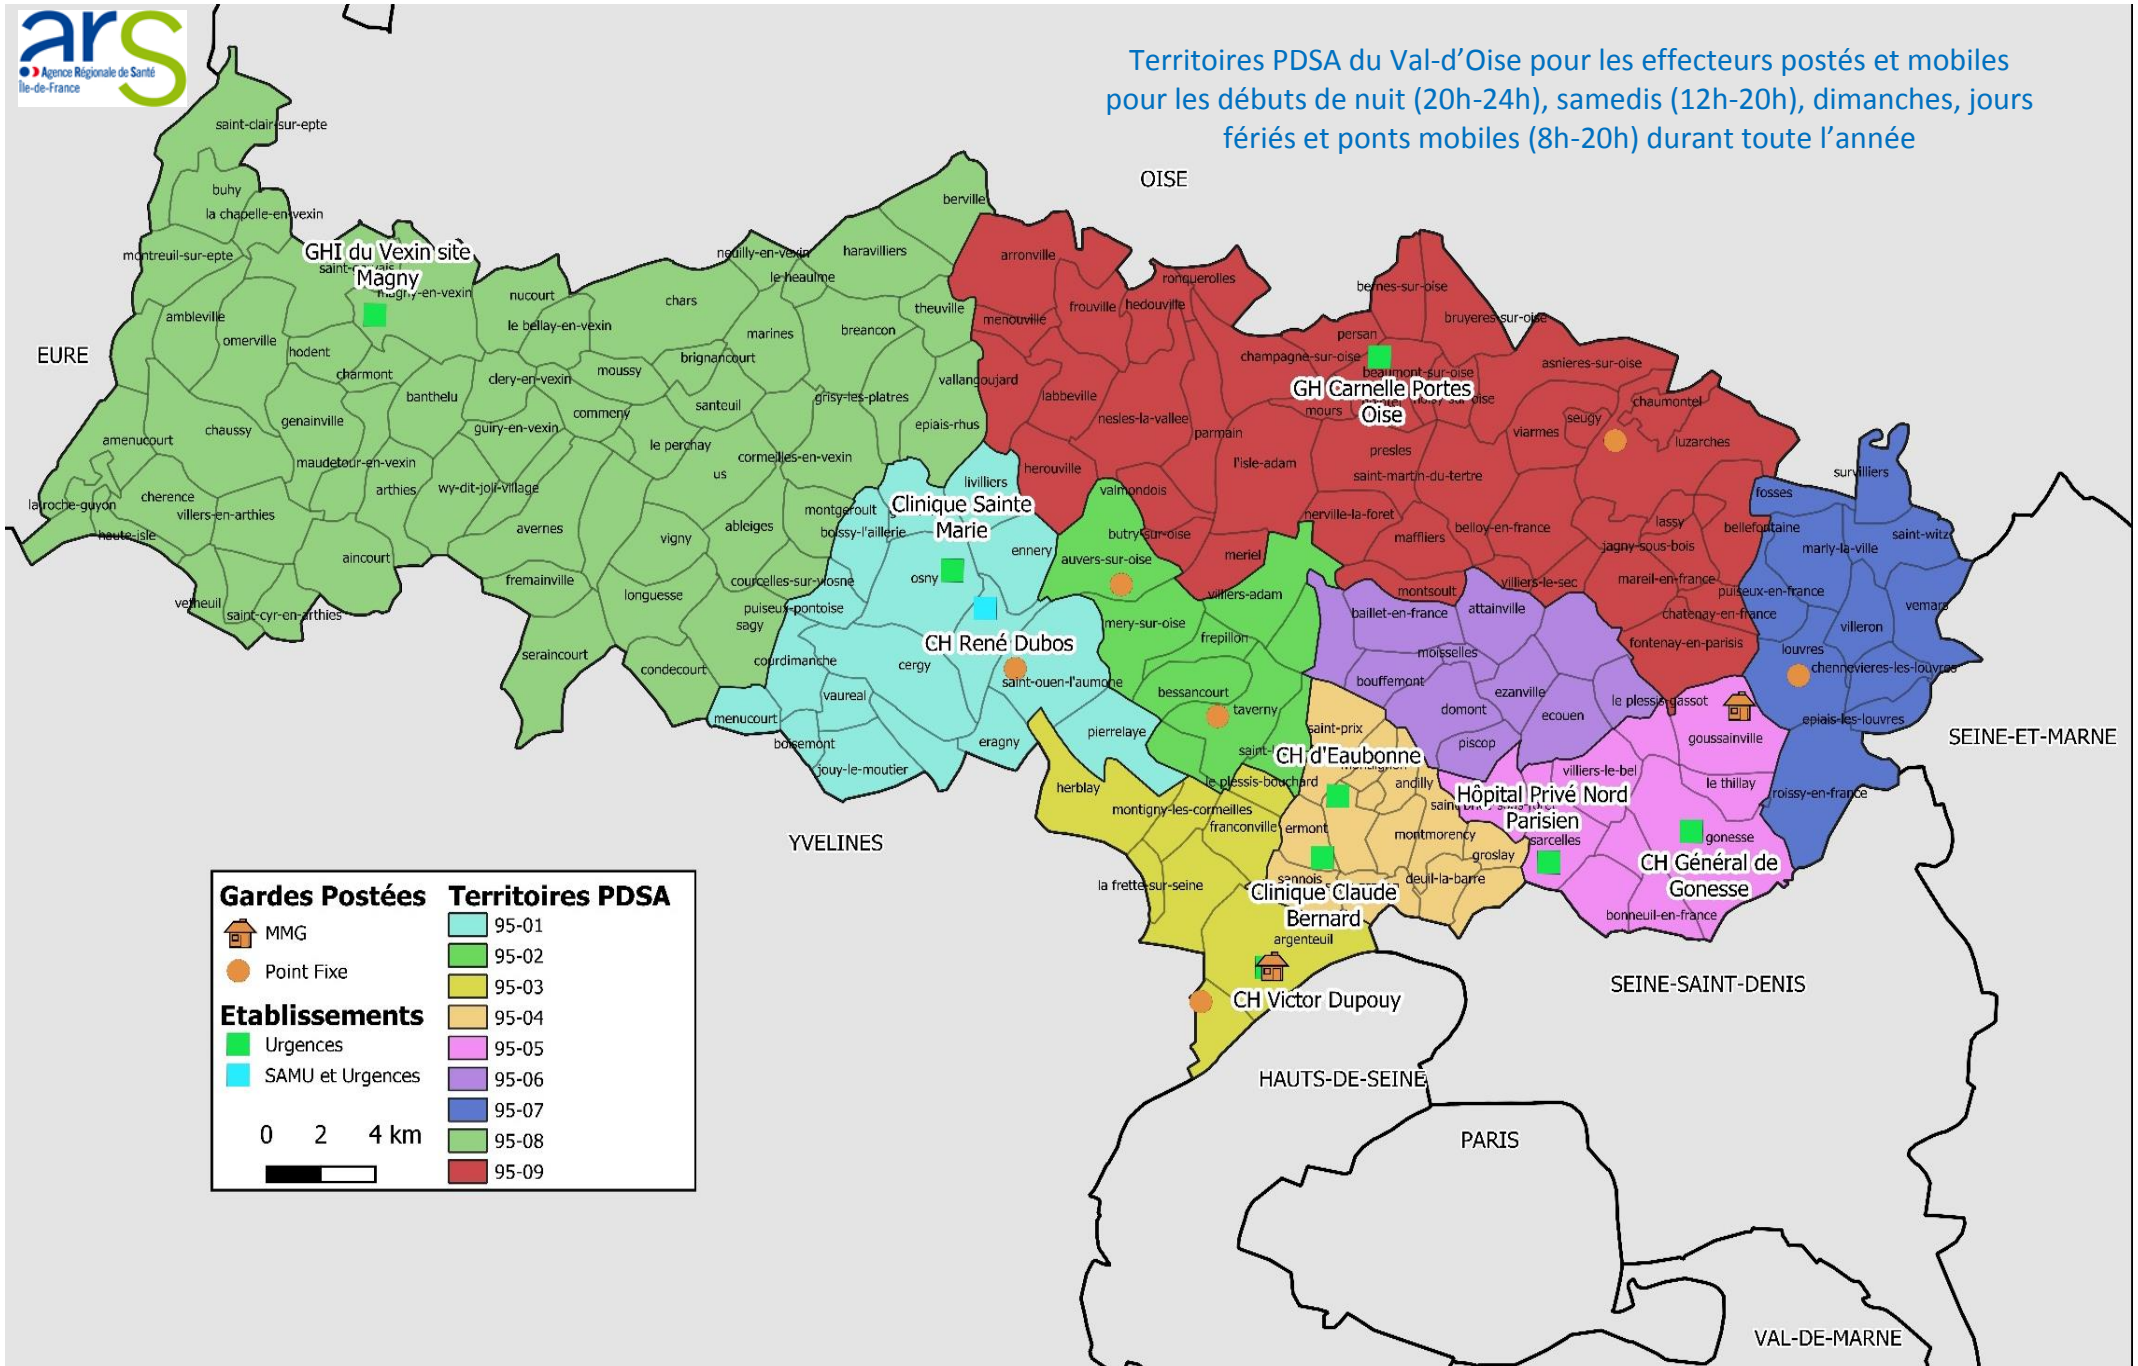 ars
Agence Régionale de Santé
Île-de-France
Territoires PDSA du Val-d’Oise pour les effecteurs postés et mobiles
pour les débuts de nuit (20h-24h), samedis (12h-20h), dimanches, jours
fériés et ponts mobiles (8h-20h) durant toute l’année
OISE
saint-clair-sur-epte
buhy
la chapelle-en-vexin
montreuil-sur-epte
GHI du Vexin site
Magny
magny-en-vexin
berville
neuilly-en-vexin
haravilliers
le heaulme
nucourt
chars
theuville
ambleville
omerville
hodent
le bellay-en-vexin
marines
breancon
EURE
charmont
brignancourt
clery-en-vexin
moussy
vallangoujard
banthelu
grisy-les-platres
santeuil
commeny
genainville
chaussy
guiry-en-vexin
epiais-rhus
amenucourt
le perchay
cormeilles-en-vexin
us
maudetour-en-vexin
arthies
wy-dit-joli-village
cherence
la roche-guyon
villers-en-arthies
haute-isle
avernes
ableiges
montgeroult
vigny
aincourt
fremainville
longuesse
courcelles-sur-viosne
vetheuil
saint-cyr-en-arthies
puiseux-pontoise
sagy
seraincourt
condecourt
arronville
ronquerolles
menouville
frouville
hedouville
bernes-sur-oise
bruyeres-sur-oise
persan
champagne-sur-oise
beaumont-sur-oise
asnieres-sur-oise
GH Carnelle Portes
Oise
mours
labbeville
nesles-la-vallee
parmain
chaumontel
seugy
viarmes
luzarches
presles
l'isle-adam
saint-martin-du-tertre
herouville
valmondois
nerville-la-foret
belloy-en-france
lassy
bellefontaine
maffliers
meriel
jagny-sous-bois
mareil-en-france
villiers-le-sec
montsoult
chatenay-en-france
fontenay-en-parisis
le plessis-gassot
survilliers
fosses
saint-witz
marly-la-ville
puiseux-en-france
vemars
villeron
louvres
chennevieres-les-louvres
epiais-les-louvres
roissy-en-france
livilliers
Clinique Sainte
Marie
boissy-l'aillerie
ennery
osny
CH René Dubos
cergy
saint-ouen-l'aumone
courdimanche
vaureal
menucourt
boisemont
eragny
pierrelaye
jouy-le-moutier
butry-sur-oise
auvers-sur-oise
villiers-adam
mery-sur-oise
frepillon
bessancourt
taverny
baillet-en-france
attainville
moisselles
bouffemont
ezanville
domont
ecouen
piscop
saint-prix
CH d'Eaubonne
andilly
ermont
montmorency
groslay
deuil-la-barre
sannois
Clinique Claude
Bernard
le plessis-bouchard
herblay
montigny-les-cormeilles
franconville
la frette-sur-seine
argenteuil
CH Victor Dupouy
goussainville
villiers-le-bel
le thillay
Hôpital Privé Nord
Parisien
sarcelles
gonesse
CH Général de
Gonesse
bonneuil-en-france
SEINE-ET-MARNE
YVELINES
SEINE-SAINT-DENIS
HAUTS-DE-SEINE
PARIS
VAL-DE-MARNE
Gardes Postées
MMG
Point Fixe
Etablissements
Urgences
SAMU et Urgences
0 2 4 km
Territoires PDSA
95-01
95-02
95-03
95-04
95-05
95-06
95-07
95-08
95-09